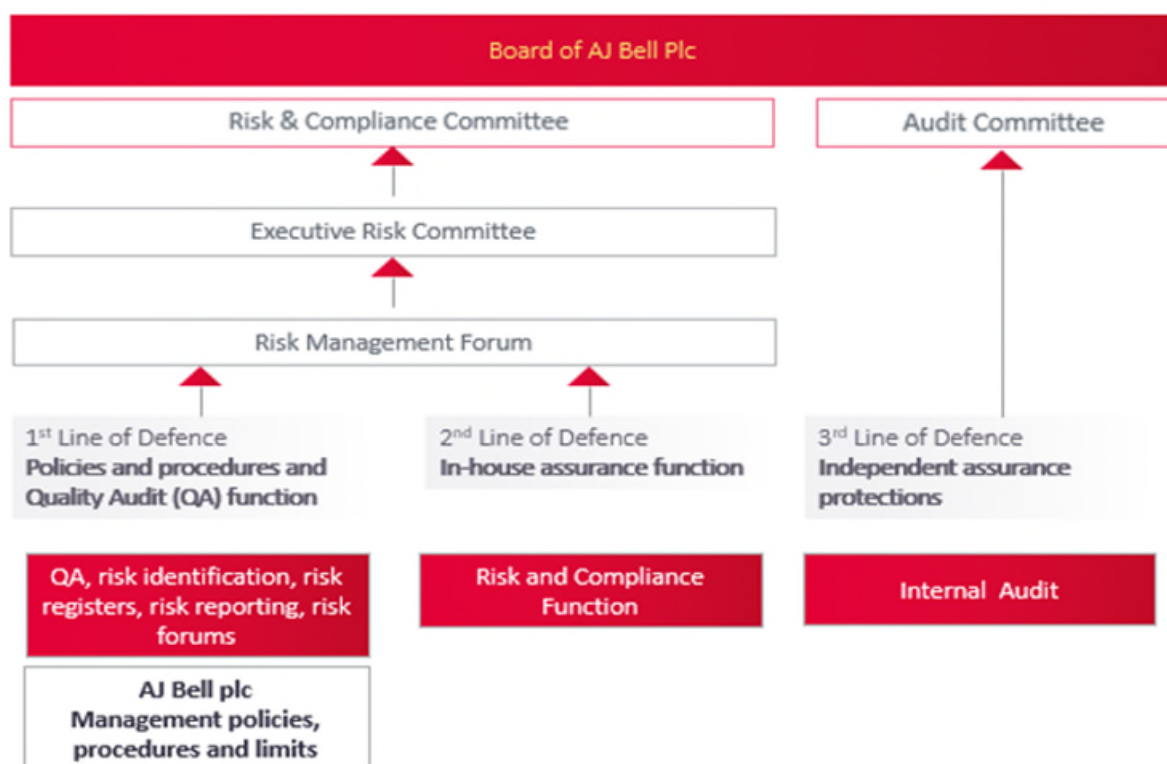 Board of AJ Bell Plc
Risk & Compliance Committee
Audit Committee
Executive Risk Committee
Risk Management Forum
1st Line of Defence
Policies and procedures and
Quality Audit (QA) function
2nd Line of Defence
In-house assurance function
3rd Line of Defence
Independent assurance
protections
QA, risk identification, risk
registers, risk reporting, risk
forums
Risk and Compliance
Function
Internal Audit
AJ Bell plc
Management policies,
procedures and limits